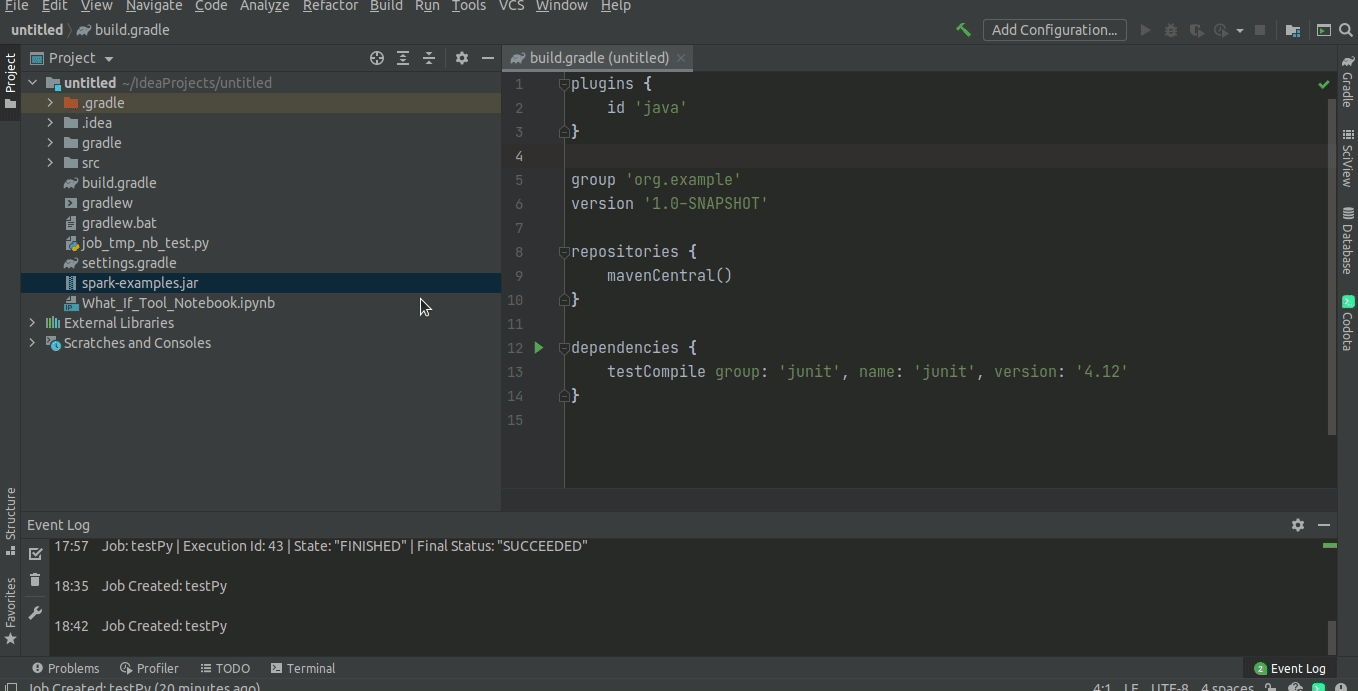 File Edit View Navigate Code Analyze Refactor Build Run Tools VCS Window Help
untitled build.gradle Add Configuration...
Project
Project
build.gradle (untitled)
untitled ~/IdeaProjects/untitled
.gradle
.idea
gradle
src
build.gradle
gradlew
gradlew.bat
job_tmp_nb_test.py
settings.gradle
spark-examples.jar
What_If_Tool_Notebook.ipynb
External Libraries
Scratches and Consoles
1 plugins {
2 id 'java'
3 }
4
5 group 'org.example'
6 version '1.0-SNAPSHOT'
7
8 repositories {
9 mavenCentral()
10 }
11
12 dependencies {
13 testCompile group: 'junit', name: 'junit', version: '4.12'
14 }
15
Gradle
SciView
Database
Codota
Structure
Favorites
Event Log
17:57 Job: testPy | Execution Id: 43 | State: "FINISHED" | Final Status: "SUCCEEDED"
18:35 Job Created: testPy
18:42 Job Created: testPy
Problems Profiler TODO Terminal 2 Event Log
Job Created: testPy (20 minutes ago) 4:1 LF UTF-8 4 spaces